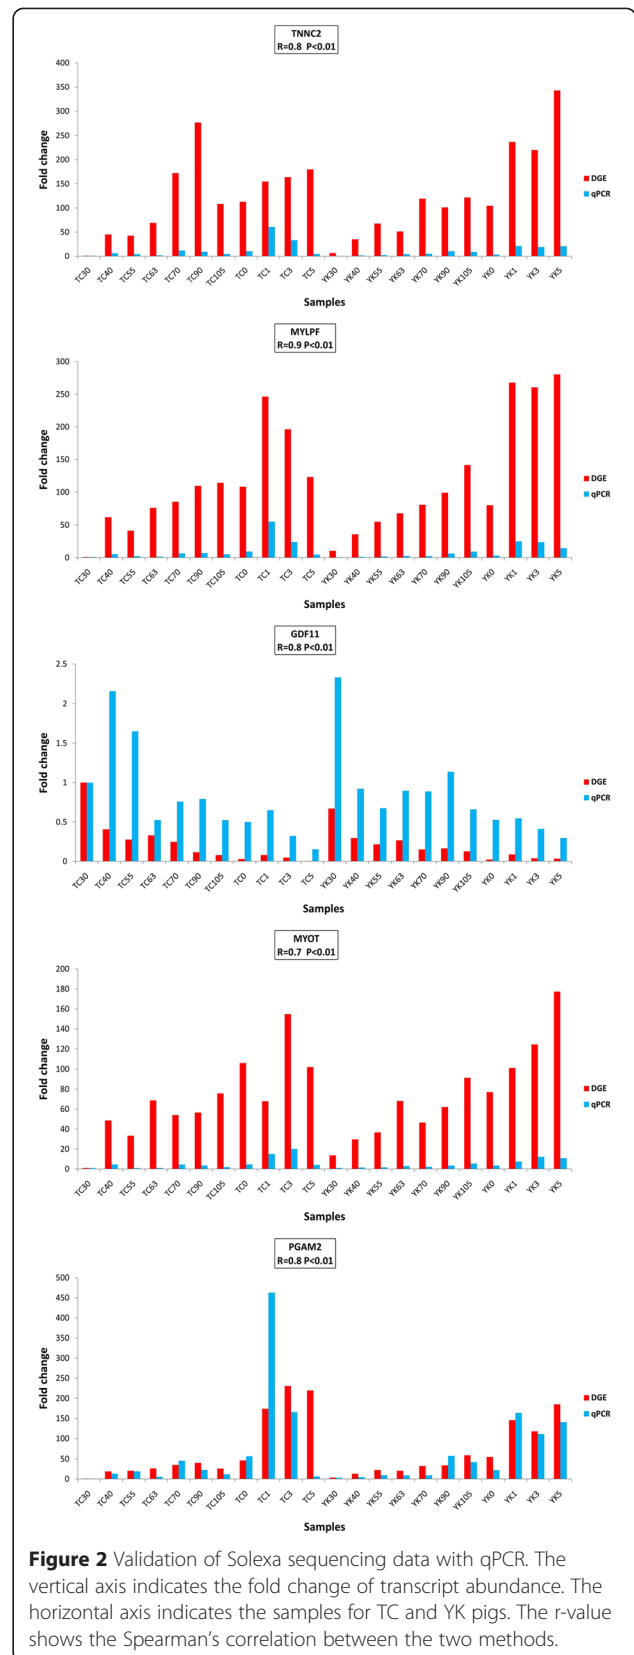 TNNC2
R=0.8 P<0.01
400
350
300
250
200
150
100
50
0
Fold change
TC30 TC40 TC55 TC63 TC70 TC90 TC105 TC0 TC1 TC3 TC5 YK30 YK40 YK55 YK63 YK70 YK90 YK105 YK0 YK1 YK3 YK5
Samples
DGE
qPCR
MYLPF
R=0.9 P<0.01
300
250
200
150
100
50
0
Fold change
TC30 TC40 TC55 TC63 TC70 TC90 TC105 TC0 TC1 TC3 TC5 YK30 YK40 YK55 YK63 YK70 YK90 YK105 YK0 YK1 YK3 YK5
Samples
DGE
qPCR
GDF11
R=0.8 P<0.01
2.5
2
1.5
1
0.5
0
Fold change
TC30 TC40 TC55 TC63 TC70 TC90 TC105 TC0 TC1 TC3 TC5 YK30 YK40 YK55 YK63 YK70 YK90 YK105 YK0 YK1 YK3 YK5
Samples
DGE
qPCR
MYOT
R=0.7 P<0.01
200
180
160
140
120
100
80
60
40
20
0
Fold change
TC30 TC40 TC55 TC63 TC70 TC90 TC105 TC0 TC1 TC3 TC5 YK30 YK40 YK55 YK63 YK70 YK90 YK105 YK0 YK1 YK3 YK5
Samples
DGE
qPCR
PGAM2
R=0.8 P<0.01
500
450
400
350
300
250
200
150
100
50
0
Fold change
TC30 TC40 TC55 TC63 TC70 TC90 TC105 TC0 TC1 TC3 TC5 YK30 YK40 YK55 YK63 YK70 YK90 YK105 YK0 YK1 YK3 YK5
Samples
DGE
qPCR
Figure 2 Validation of Solexa sequencing data with qPCR. The
vertical axis indicates the fold change of transcript abundance. The
horizontal axis indicates the samples for TC and YK pigs. The r-value
shows the Spearman's correlation between the two methods.